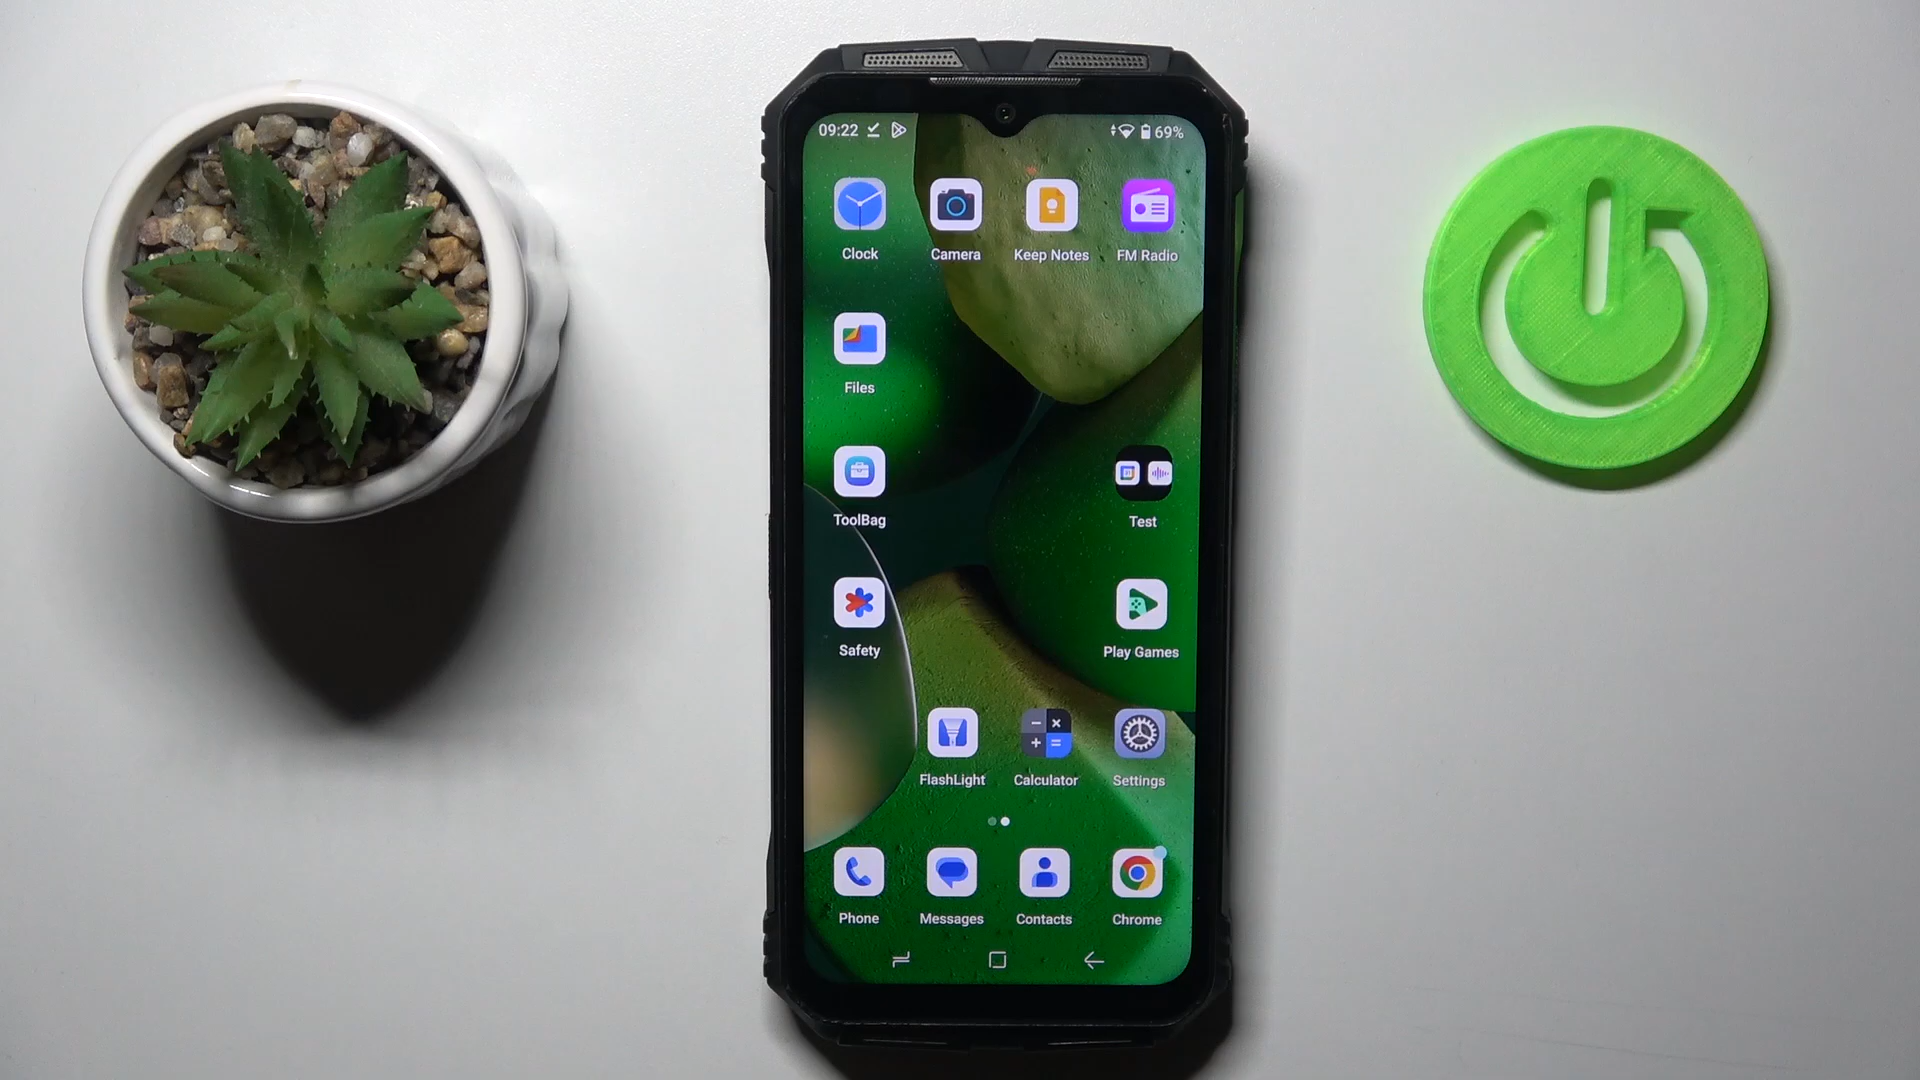 09:22 69%
Clock Camera Keep Notes FM Radio
Files
ToolBag Test
Safety Play Games
FlashLight Calculator Settings
Phone Messages Contacts Chrome